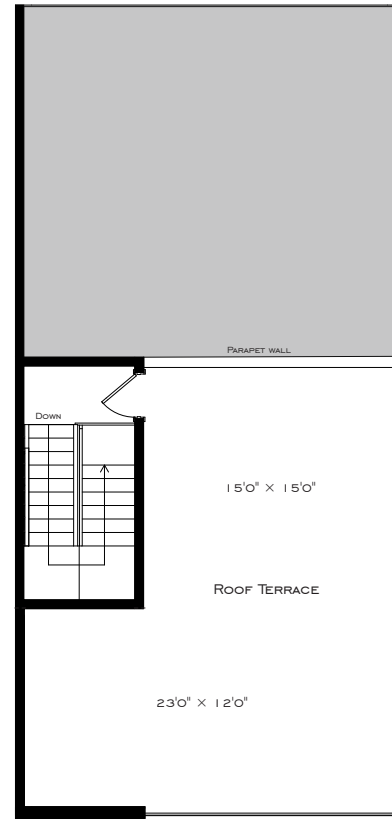 PARAPET WALL
DOWN
15'0" × 15'0"
ROOF TERRACE
23'0" × 12'0"